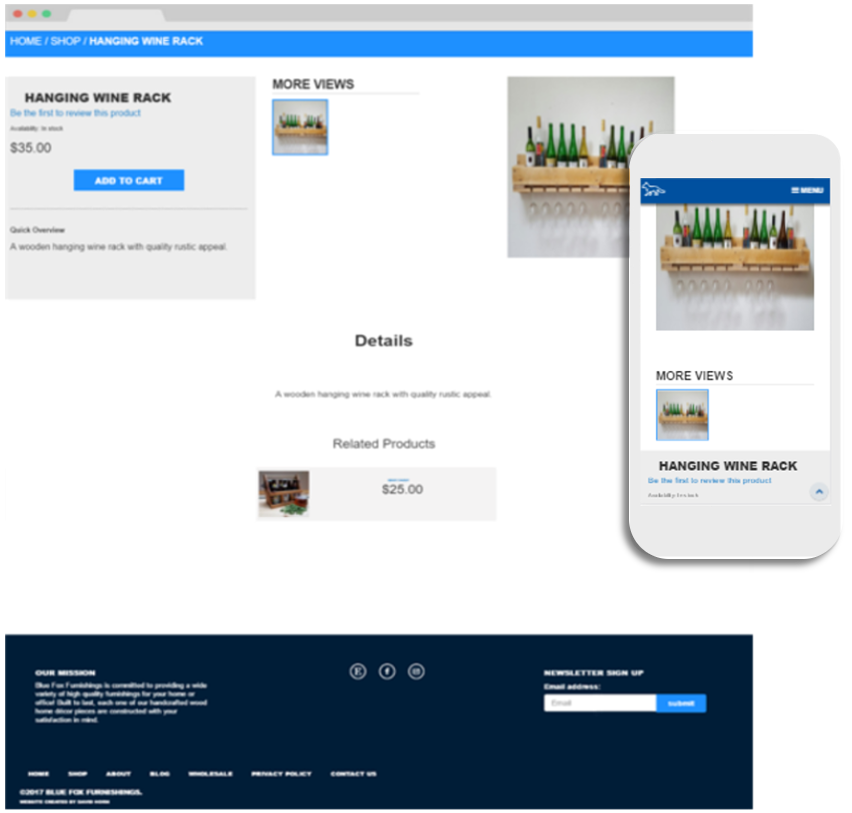 HOME / SHOP / HANGING WINE RACK
HANGING WINE RACK
Be the first to review this product
Availability: In stock
$35.00
ADD TO CART
Quick Overview
A wooden hanging wine rack with quality rustic appeal.
MORE VIEWS
MENU
MORE VIEWS
HANGING WINE RACK
Be the first to review this product
Availability: In stock
Details
A wooden hanging wine rack with quality rustic appeal.
Related Products
$25.00
OUR MISSION
Blue Fox Furnishings is committed to providing a wide
variety of high quality furnishings for your home or
office! Built to last, each one of our handcrafted wood
home décor pieces are constructed with your
satisfaction in mind.
NEWSLETTER SIGN UP
Email address:
Email
submit
HOME SHOP ABOUT BLOG WHOLESALE PRIVACY POLICY CONTACT US
©2017 BLUE FOX FURNISHINGS.
WEBSITE CREATED BY